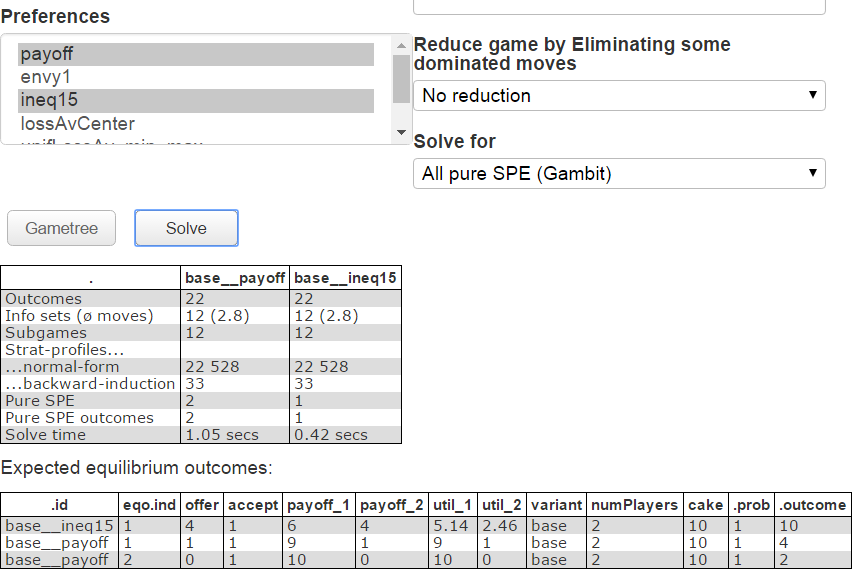 Preferences
payoff
envy1
ineq15
lossAvCenter
Reduce game by Eliminating some
dominated moves
No reduction
Solve for
All pure SPE (Gambit)
Gametree Solve
. base__payoff base__ineq15
Outcomes 22 22
Info sets (ø moves) 12 (2.8) 12 (2.8)
Subgames 12 12
Strat-profiles...
...normal-form 22 528 22 528
...backward-induction 33 33
Pure SPE 2 1
Pure SPE outcomes 2 1
Solve time 1.05 secs 0.42 secs
Expected equilibrium outcomes:
.id eqo.ind offer accept payoff_1 payoff_2 util_1 util_2 variant numPlayers cake .prob .outcome
base__ineq15 1 4 1 6 4 5.14 2.46 base 2 10 1 10
base__payoff 1 1 1 9 1 9 1 base 2 10 1 4
base__payoff 2 0 1 10 0 10 0 base 2 10 1 2